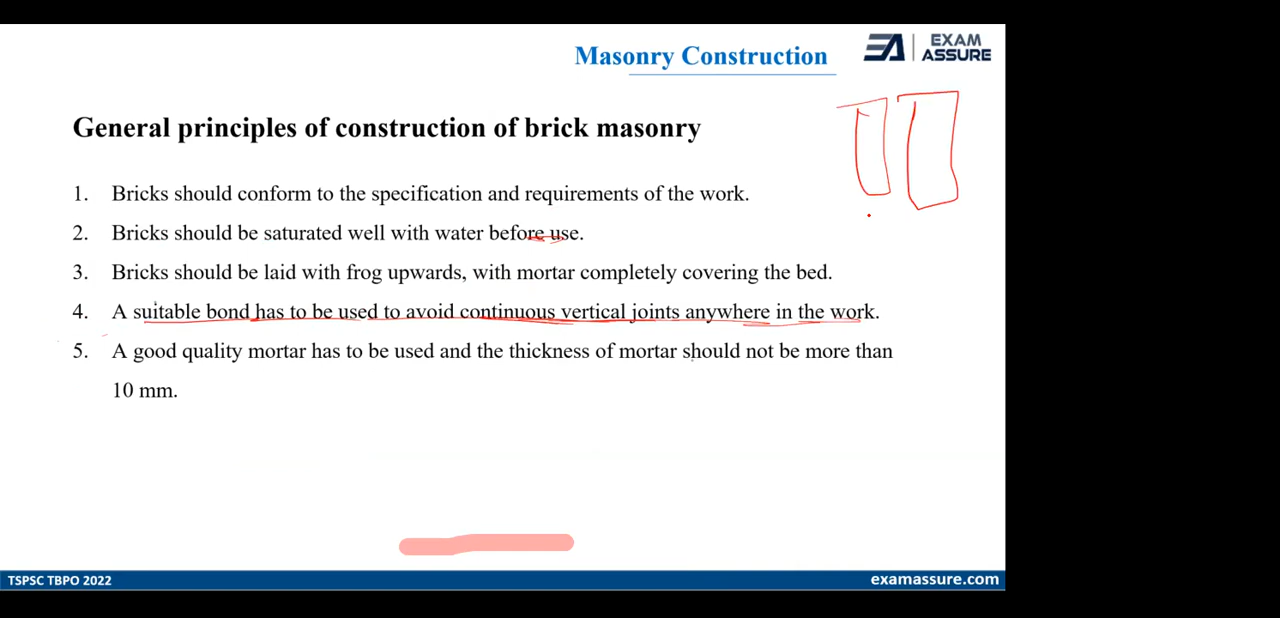 Masonry Construction
EXAM
ASSURE
General principles of construction of brick masonry
1. Bricks should conform to the specification and requirements of the work.
2. Bricks should be saturated well with water before use.
3. Bricks should be laid with frog upwards, with mortar completely covering the bed.
4. A suitable bond has to be used to avoid continuous vertical joints anywhere in the work.
5. A good quality mortar has to be used and the thickness of mortar should not be more than
10 mm.
TSPSC TBPO 2022
examassure.com